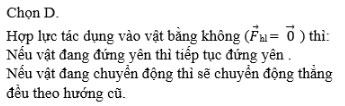 Chọn D.
Hợp lực tác dụng vào vật bằng không (F⃗hl = 0⃗ ) thì:
Nếu vật đang đứng yên thì tiếp tục đứng yên .
Nếu vật đang chuyển động thì sẽ chuyển động thẳng
đều theo hướng cũ.